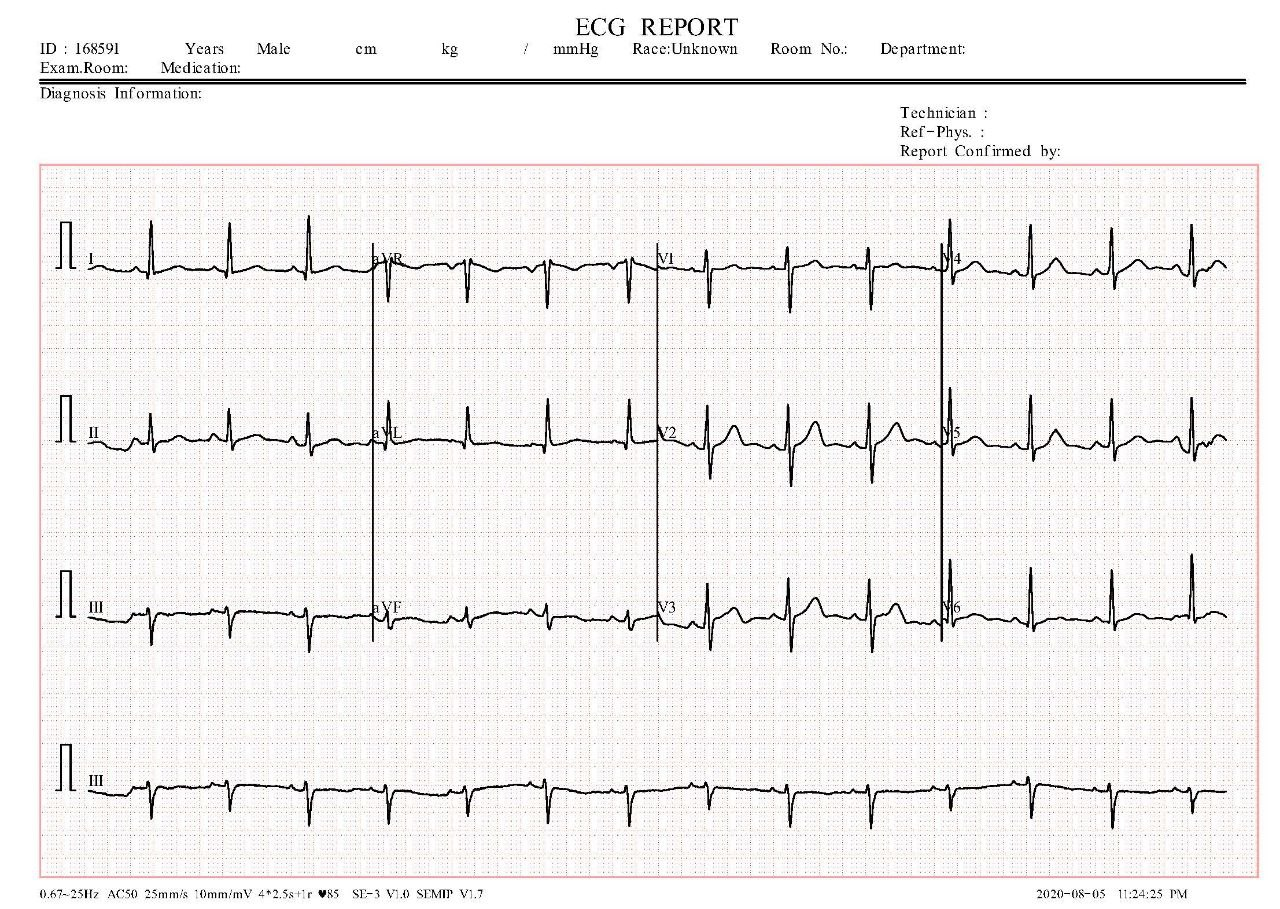 ECG REPORT
ID : 168591 Years Male cm kg / mmHg Race:Unknown Room No.: Department:
Exam.Room: Medication:
Diagnosis Information:
Technician :
Ref-Phys. :
Report Confirmed by:
I aVR V1 V4
II aVL V2 V5
III aVF V3 V6
III
0.67~25Hz AC50 25mm/s 10mm/mV 4*2.5s+1r ♥85 SE-3 V1.0 SEMIP V1.7 2020-08-05 11:24:25 PM